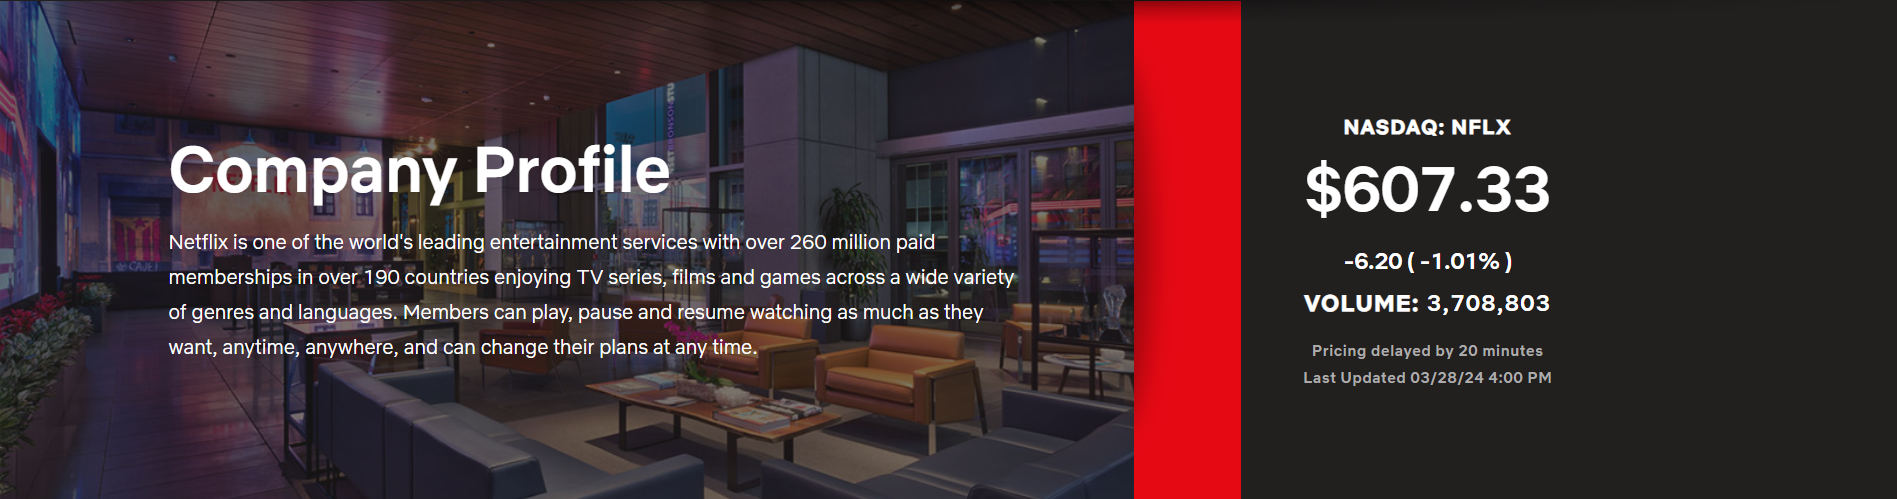 Company Profile
Netflix is one of the world's leading entertainment services with over 260 million paid
memberships in over 190 countries enjoying TV series, films and games across a wide variety
of genres and languages. Members can play, pause and resume watching as much as they
want, anytime, anywhere, and can change their plans at any time.
NASDAQ: NFLX
$607.33
-6.20 ( -1.01% )
VOLUME: 3,708,803
Pricing delayed by 20 minutes
Last Updated 03/28/24 4:00 PM